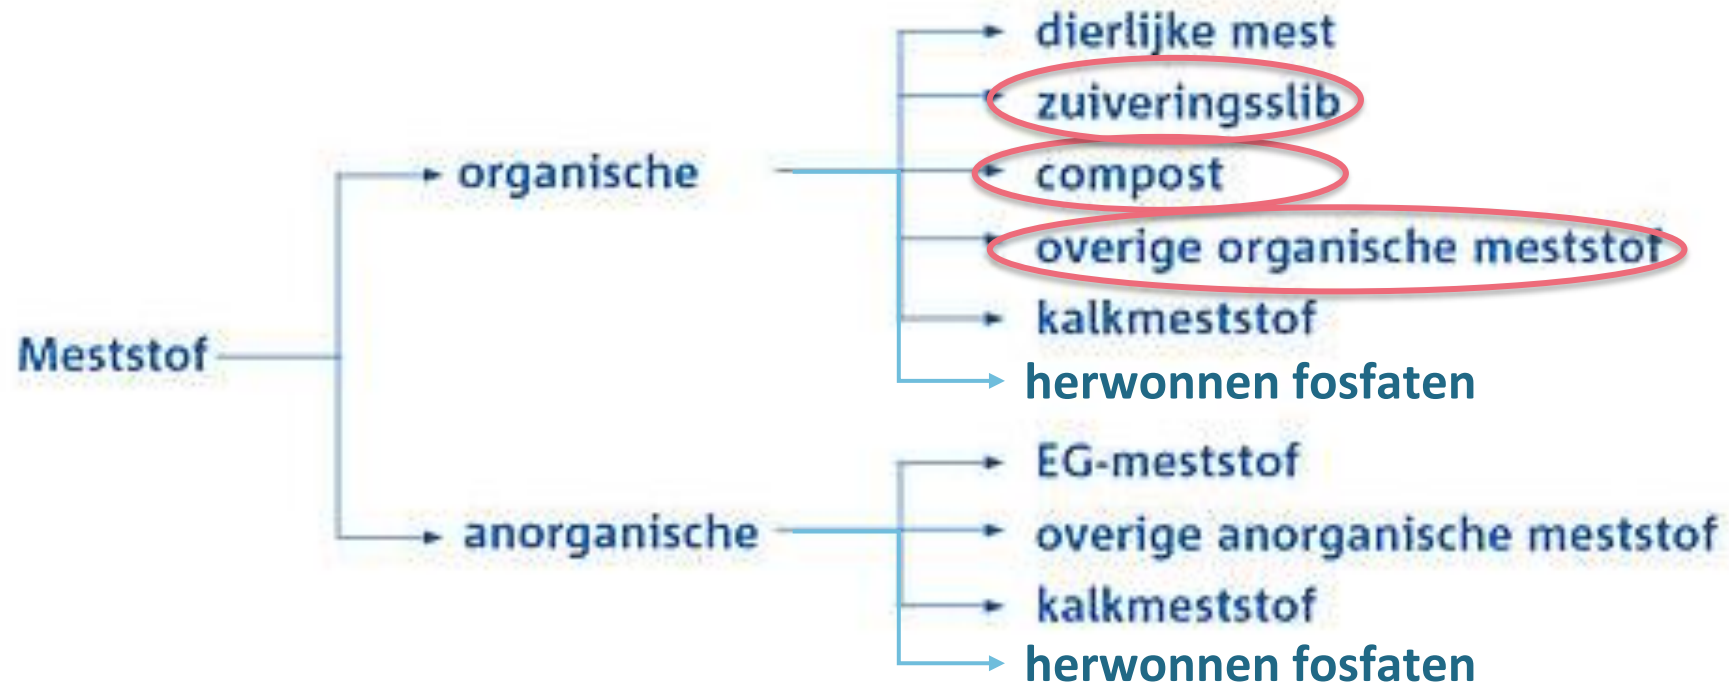 Meststof
organische
dierlijke mest
zuiveringsslib
compost
overige organische meststof
kalkmeststof
herwonnen fosfaten
anorganische
EG-meststof
overige anorganische meststof
kalkmeststof
herwonnen fosfaten